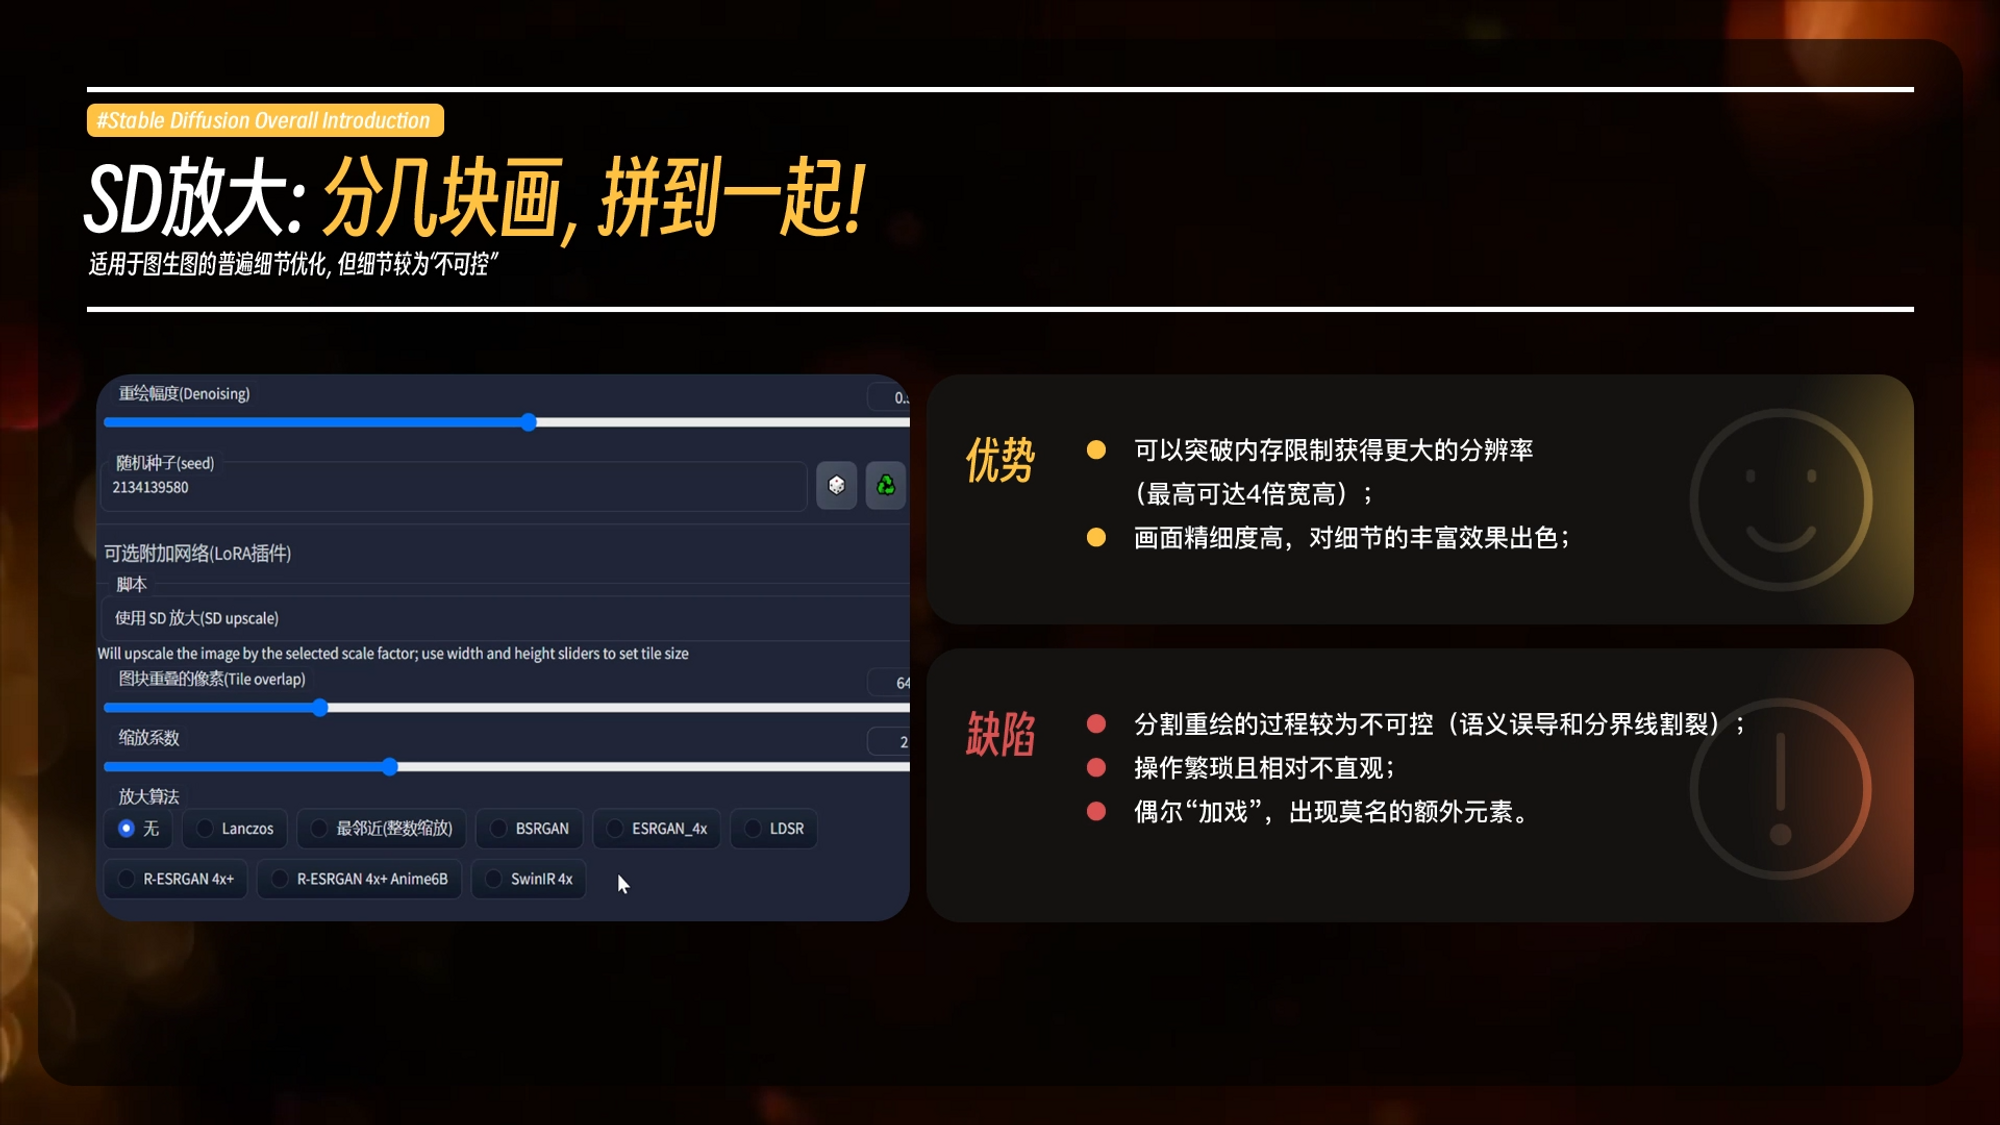 #Stable Diffusion Overall Introduction
SD放大: 分几块画, 拼到一起!
适用于图生图的普遍细节优化, 但细节较为“不可控”
重绘幅度(Denoising)
随机种子(seed)
2134139580
可选附加网络(LoRA插件)
脚本
使用 SD 放大(SD upscale)
Will upscale the image by the selected scale factor; use width and height sliders to set tile size
图块重叠的像素(Tile overlap)
64
缩放系数
2
放大算法
无 Lanczos 最邻近(整数缩放) BSRGAN ESRGAN_4x LDSR
R-ESRGAN 4x+ R-ESRGAN 4x+ Anime6B SwinIR 4x
优势
可以突破内存限制获得更大的分辨率
（最高可达4倍宽高）；
画面精细度高，对细节的丰富效果出色；
缺陷
分割重绘的过程较为不可控（语义误导和分界线割裂）；
操作繁琐且相对不直观；
偶尔“加戏”，出现莫名的额外元素。